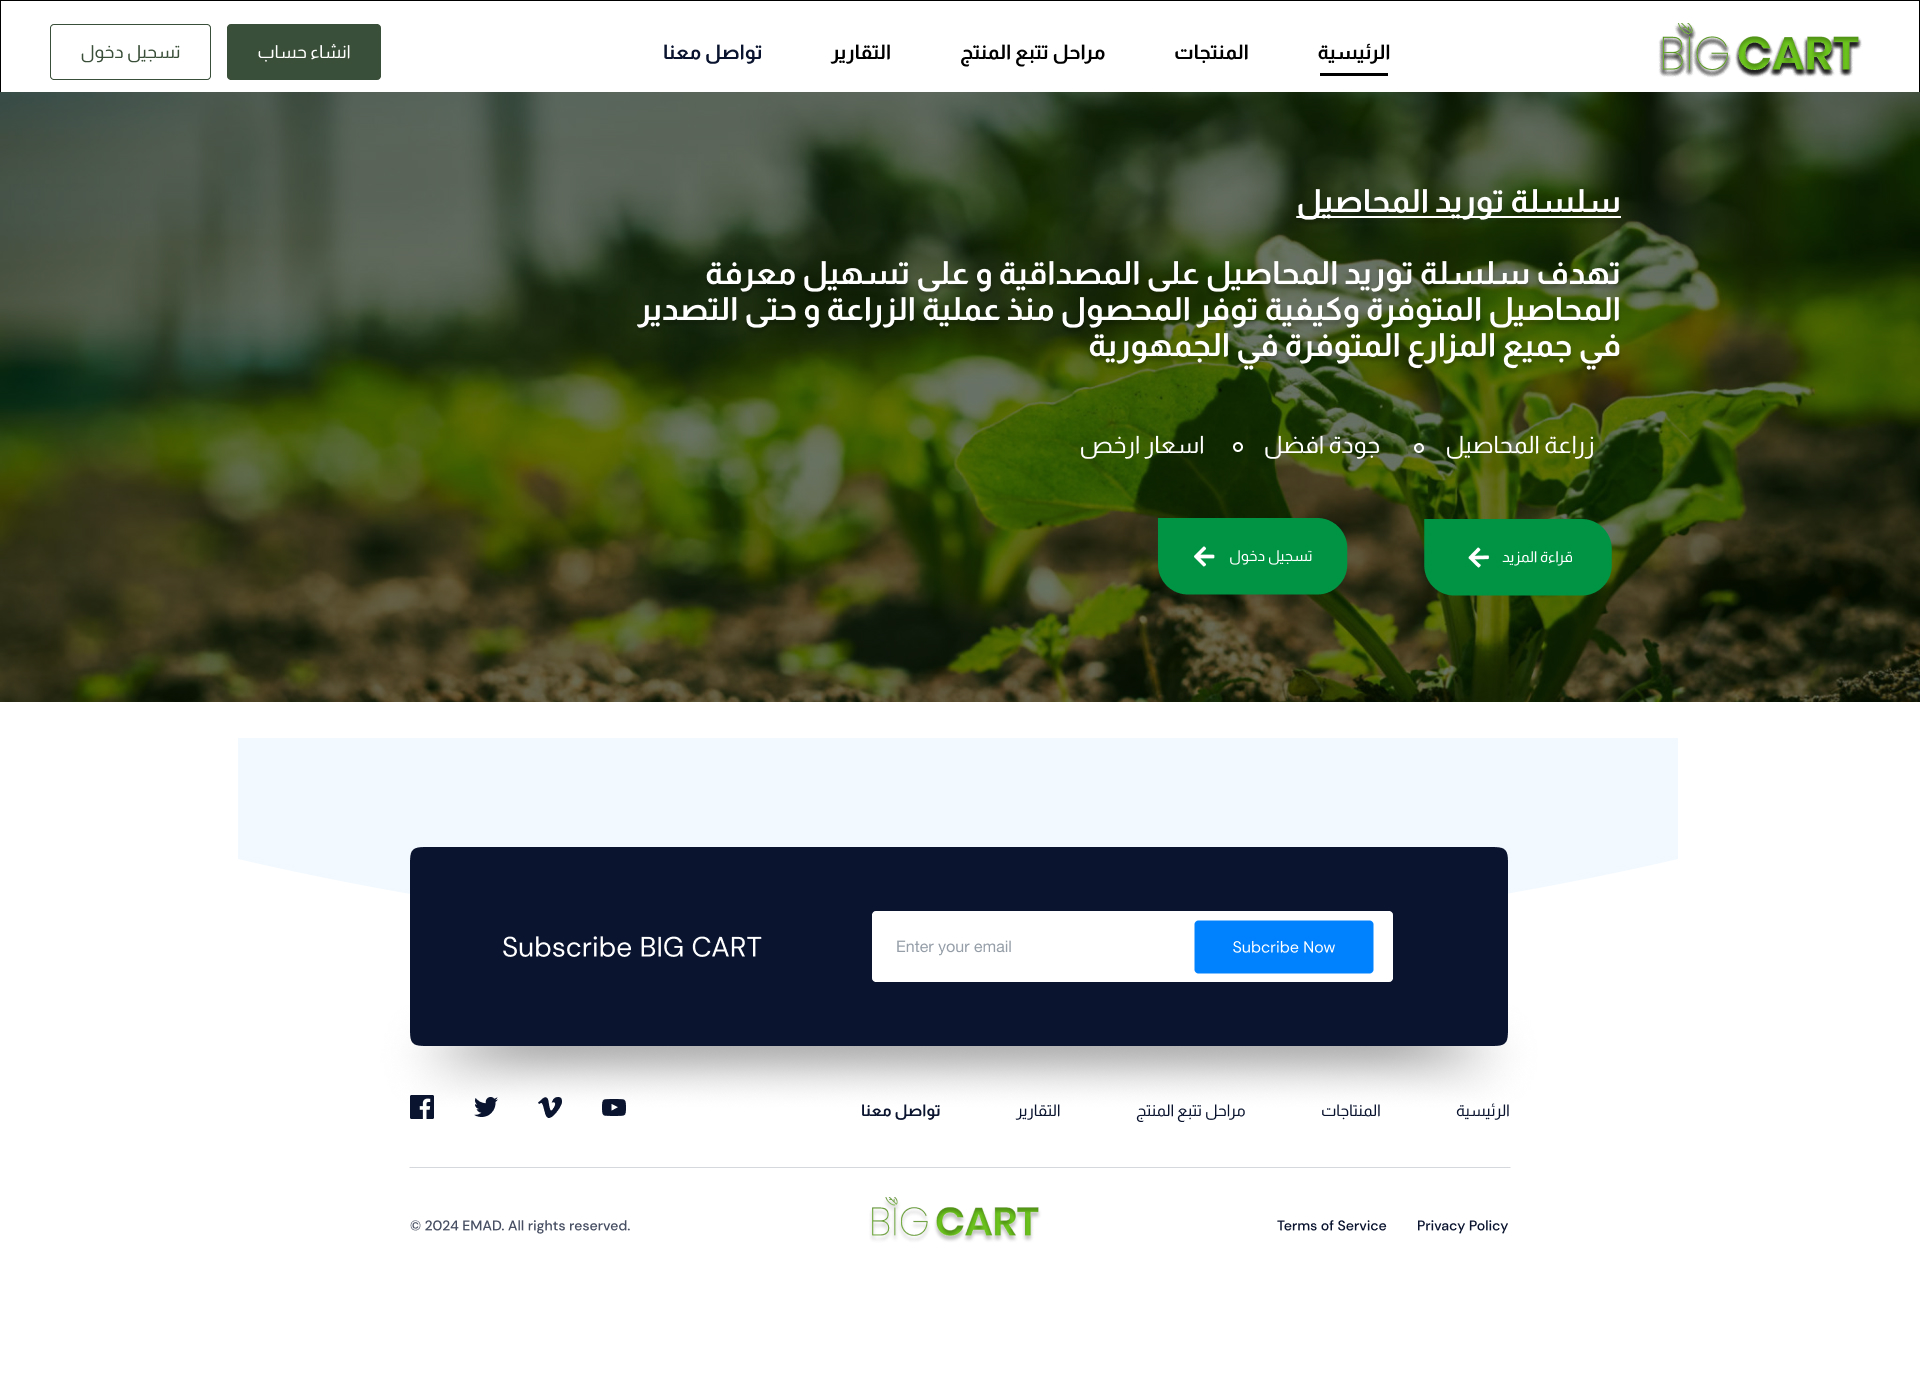 BIG CART
الرئيسية
المنتجات
مراحل تتبع المنتج
التقارير
تواصل معنا
انشاء حساب
تسجيل دخول
سلسلة توريد المحاصيل
تهدف سلسلة توريد المحاصيل على المصداقية و على تسهيل معرفة
المحاصيل المتوفرة وكيفية توفر المحصول منذ عملية الزراعة و حتى التصدير
في جميع المزارع المتوفرة في الجمهورية
زراعة المحاصيل
جودة افضل
اسعار ارخص
قراءة المزيد
تسجيل دخول
Subscribe BIG CART
Enter your email
Subcribe Now
الرئيسية
المنتاجات
مراحل تتبع المنتج
التقارير
تواصل معنا
© 2024 EMAD. All rights reserved.
BIG CART
Terms of Service
Privacy Policy